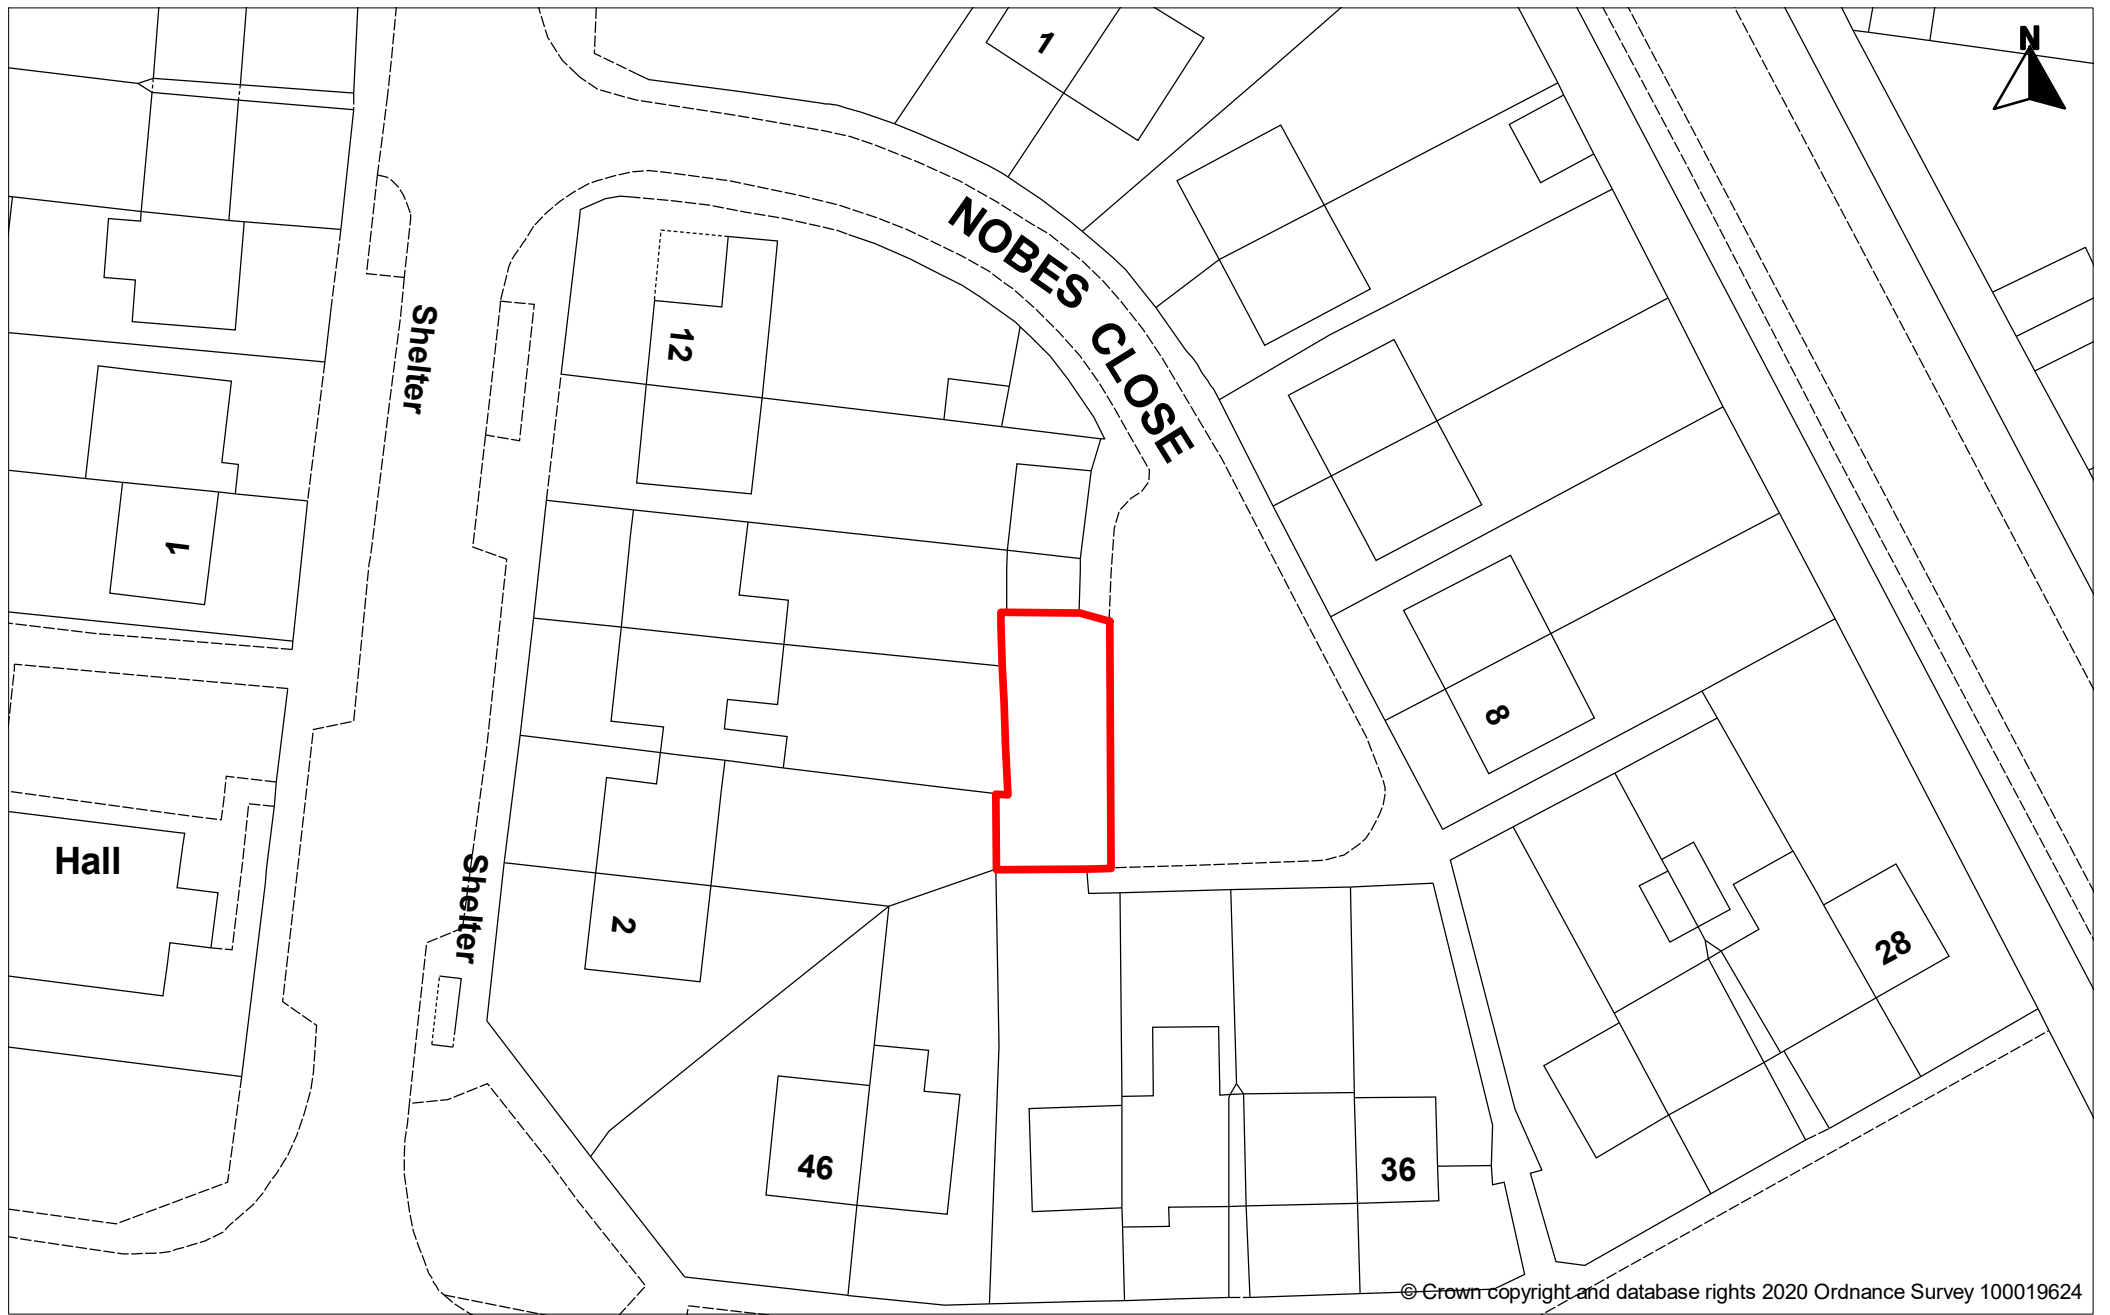 N
1
NOBES CLOSE
Shelter
12
1
8
Hall
Shelter
2
28
46
36
© Crown copyright and database rights 2020 Ordnance Survey 100019624